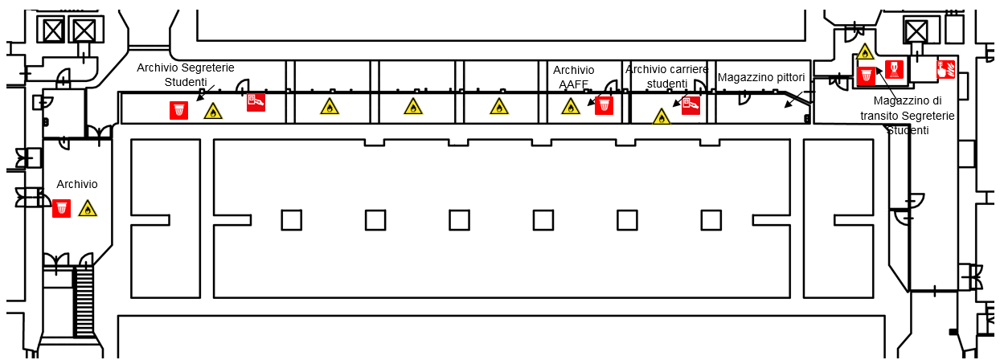 Archivio Segreterie
Studenti
Archivio
AAFF
Archivio carriere
studenti
Magazzino pittori
Magazzino di
transito Segreterie
Studenti
Archivio